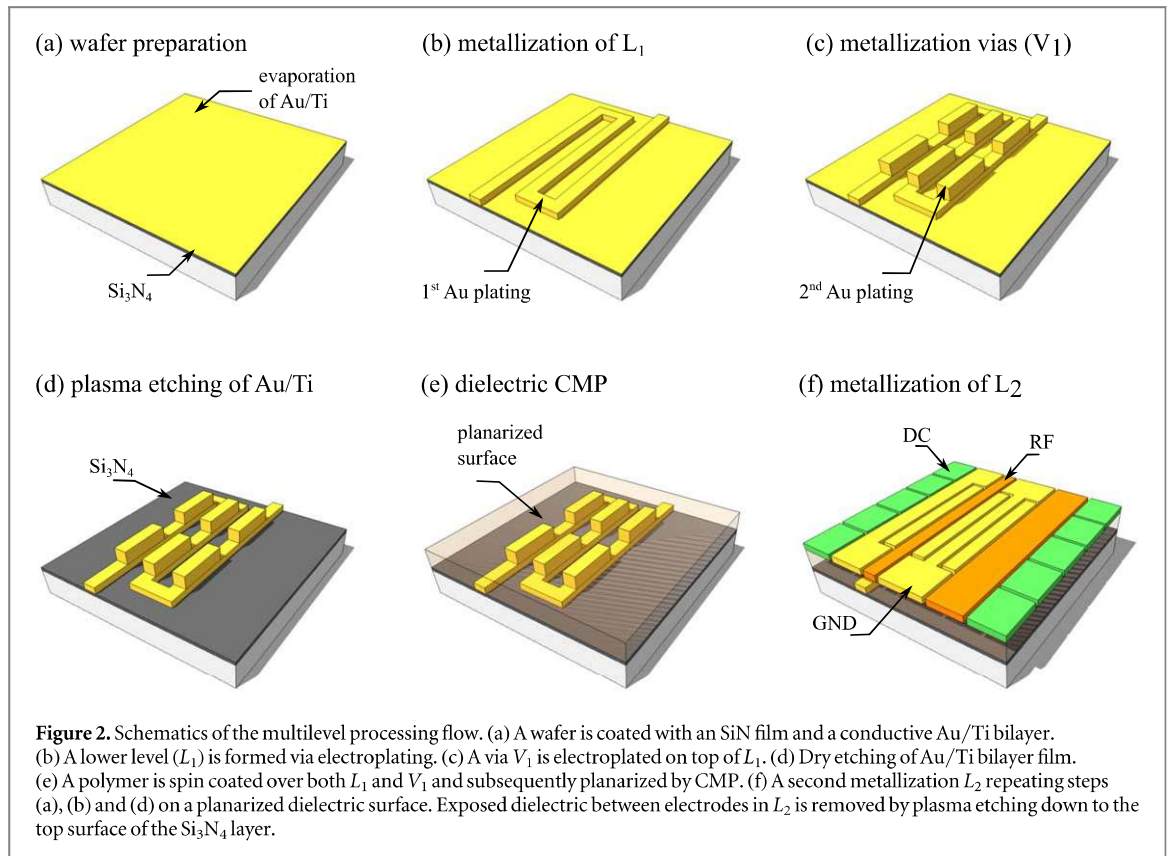 (a) wafer preparation
(b) metallization of L₁
(c) metallization vias (V₁)
evaporation
of Au/Ti
Si₃N₄
1ˢᵗ Au plating
2ⁿᵈ Au plating
(d) plasma etching of Au/Ti
(e) dielectric CMP
(f) metallization of L₂
Si₃N₄
planarized
surface
DC
RF
GND
Figure 2. Schematics of the multilevel processing flow. (a) A wafer is coated with an SiN film and a conductive Au/Ti bilayer.
(b) A lower level (L₁) is formed via electroplating. (c) A via V₁ is electroplated on top of L₁. (d) Dry etching of Au/Ti bilayer film.
(e) A polymer is spin coated over both L₁ and V₁ and subsequently planarized by CMP. (f) A second metallization L₂ repeating steps
(a), (b) and (d) on a planarized dielectric surface. Exposed dielectric between electrodes in L₂ is removed by plasma etching down to the
top surface of the Si₃N₄ layer.